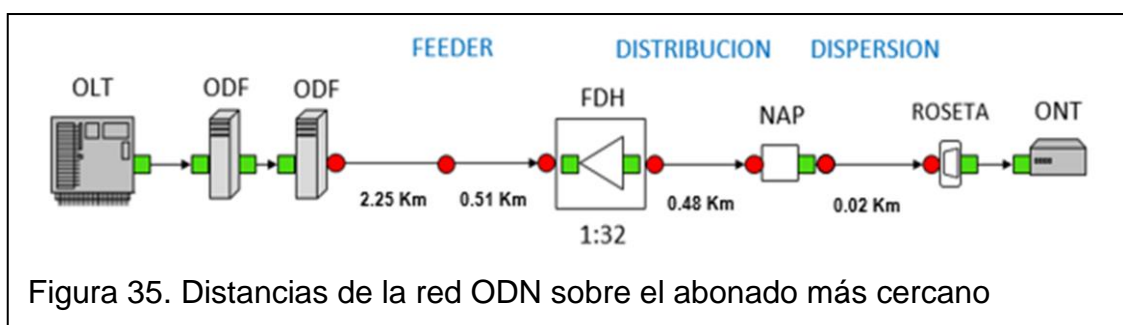 FEEDER DISTRIBUCION DISPERSION
OLT ODF ODF FDH NAP ROSETA ONT
2.25 Km 0.51 Km 0.48 Km 0.02 Km
1:32
Figura 35. Distancias de la red ODN sobre el abonado más cercano